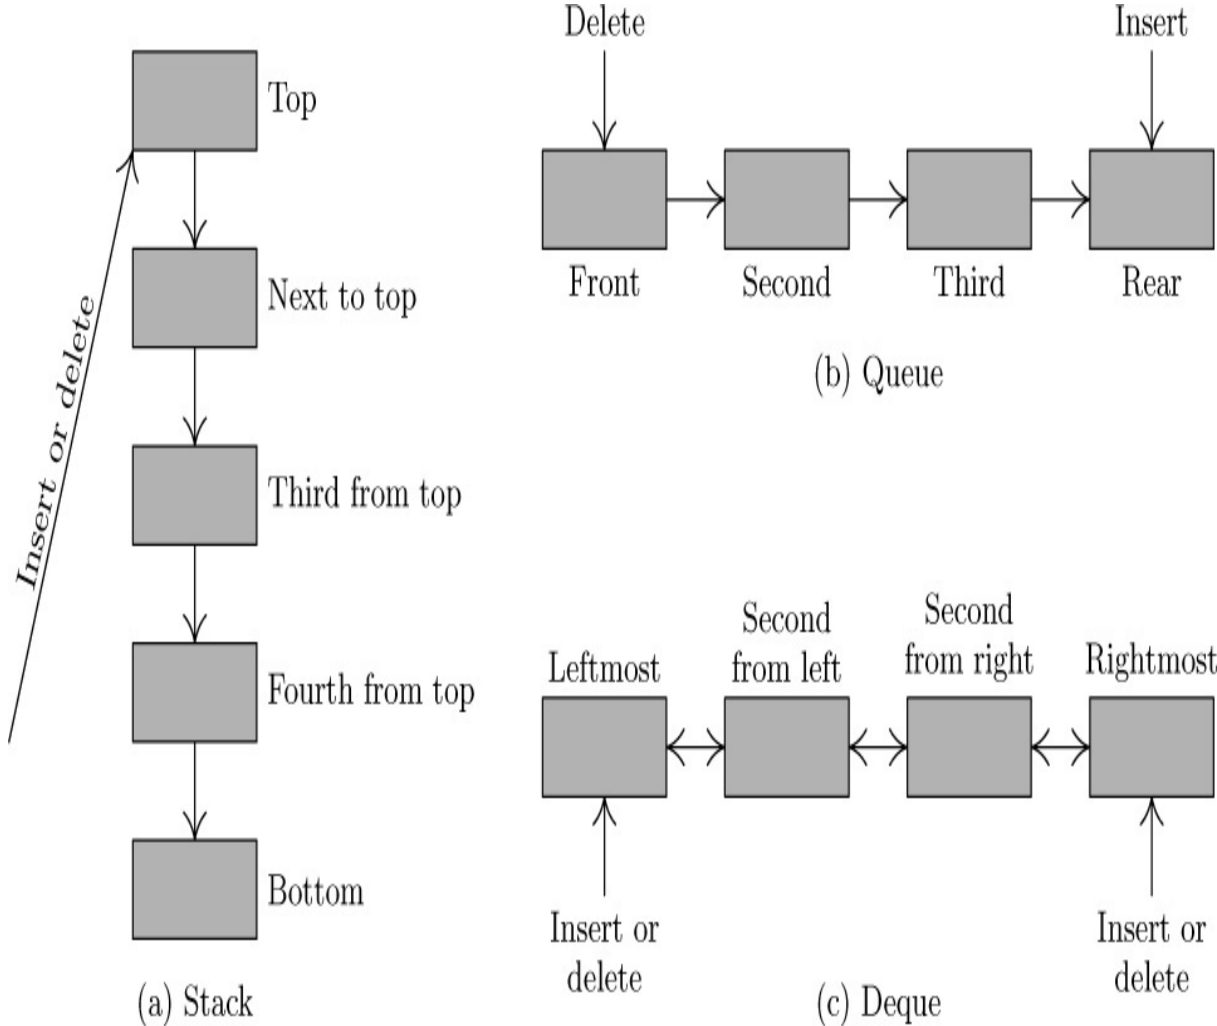 Top
Next to top
Third from top
Fourth from top
Bottom
Insert or delete
(a) Stack
Delete
Insert
Front
Second
Third
Rear
(b) Queue
Leftmost
Second
from left
Second
from right
Rightmost
Insert or
delete
Insert or
delete
(c) Deque